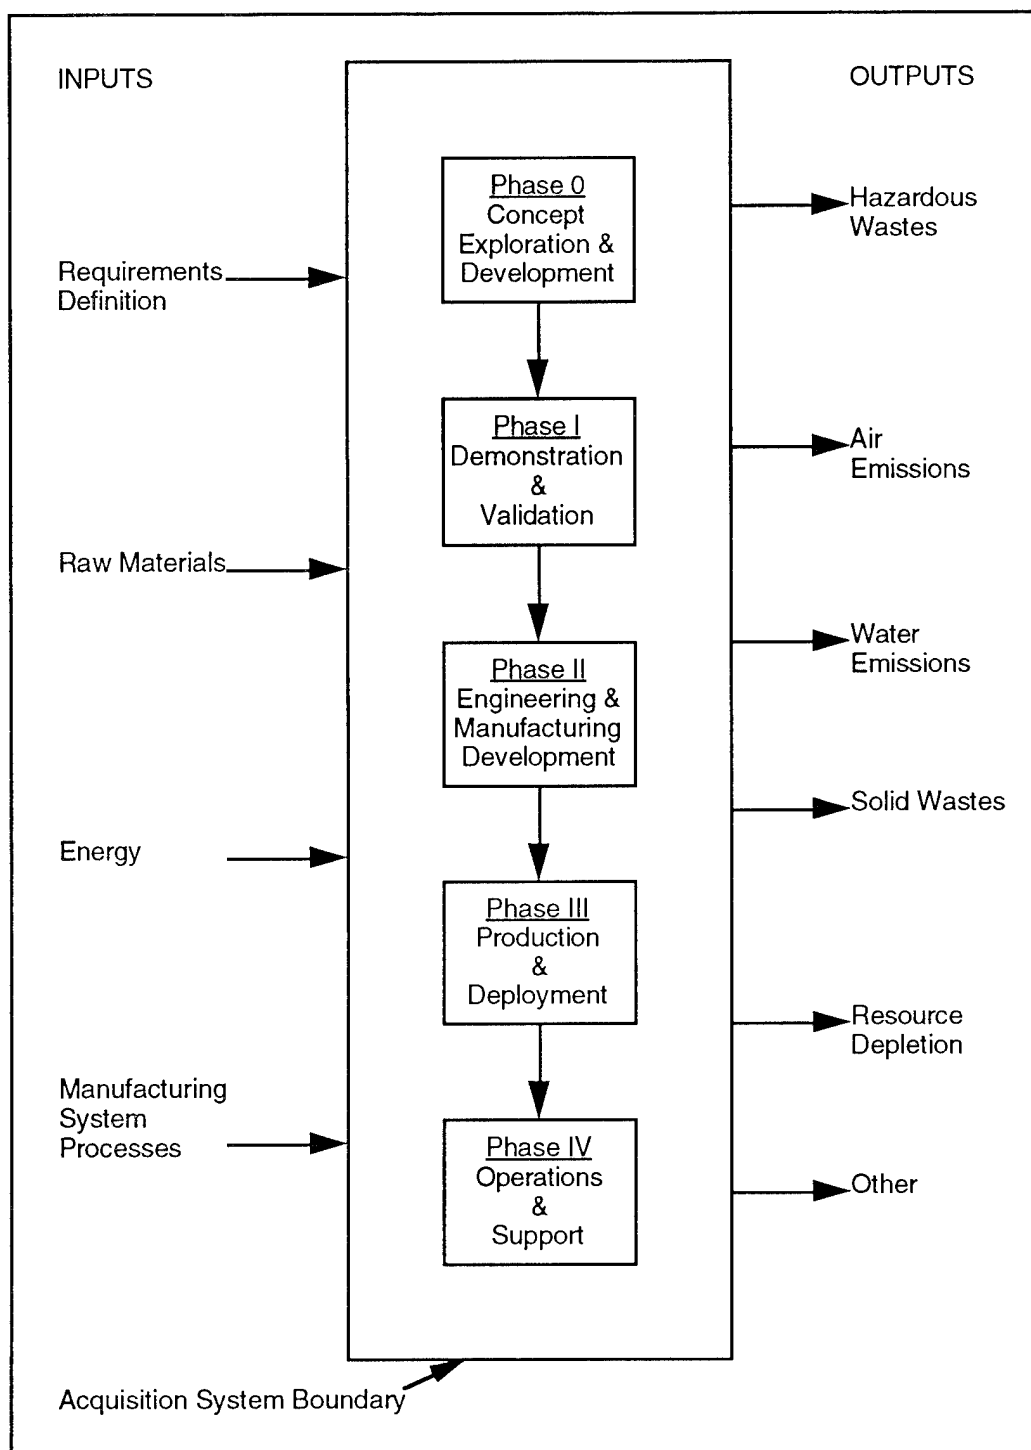 INPUTS
OUTPUTS
Phase 0
Concept
Exploration &
Development
Hazardous
Wastes
Requirements
Definition
Phase I
Demonstration
&
Validation
Air
Emissions
Raw Materials
Phase II
Engineering &
Manufacturing
Development
Water
Emissions
Solid Wastes
Energy
Phase III
Production
&
Deployment
Resource
Depletion
Manufacturing
System
Processes
Phase IV
Operations
&
Support
Other
Acquisition System Boundary